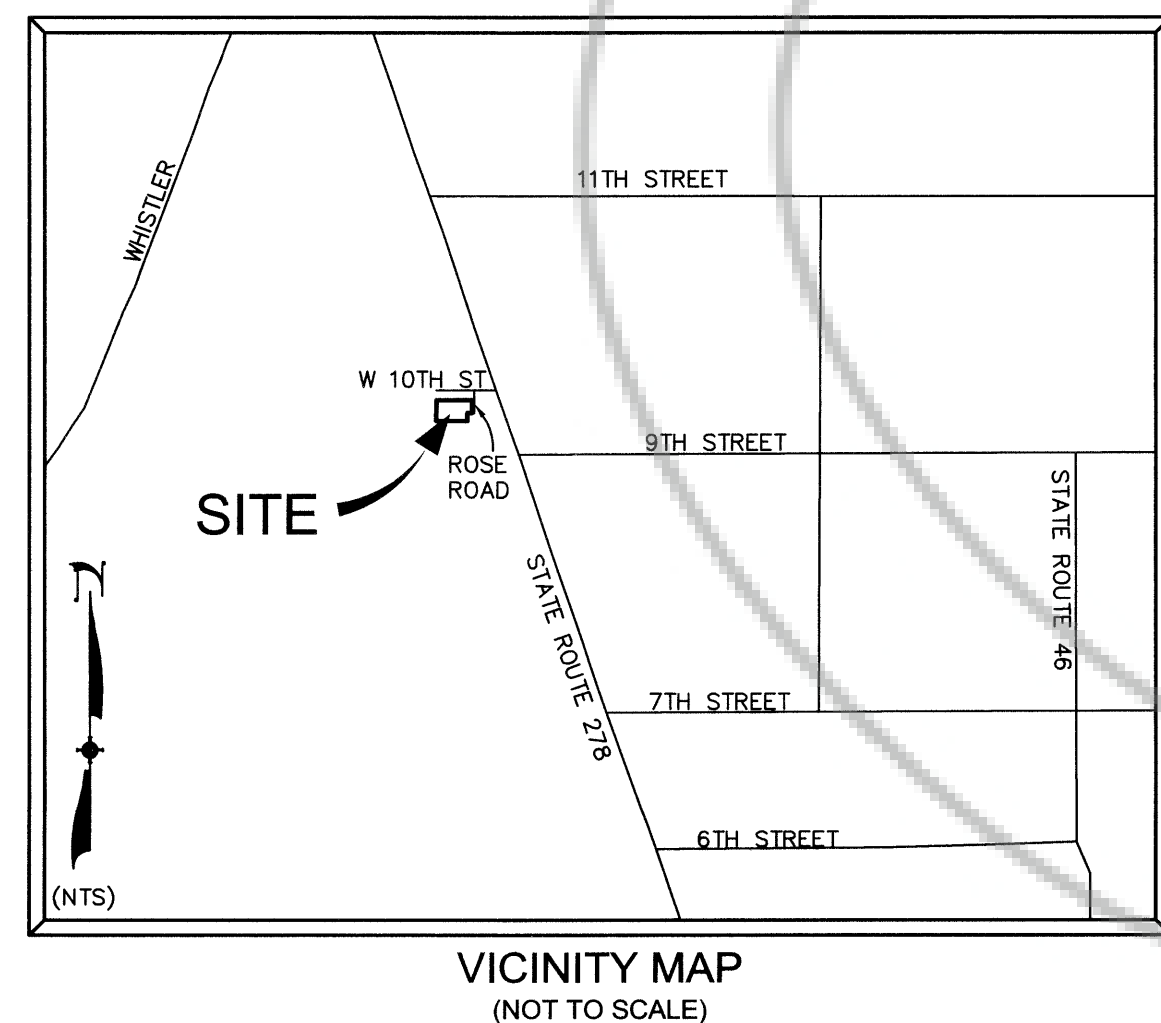 11TH STREET
WHISTLER
W 10TH ST
9TH STREET
ROSE
ROAD
SITE
STATE ROUTE 46
STATE ROUTE 278
N
7TH STREET
6TH STREET
(NTS)
VICINITY MAP
(NOT TO SCALE)